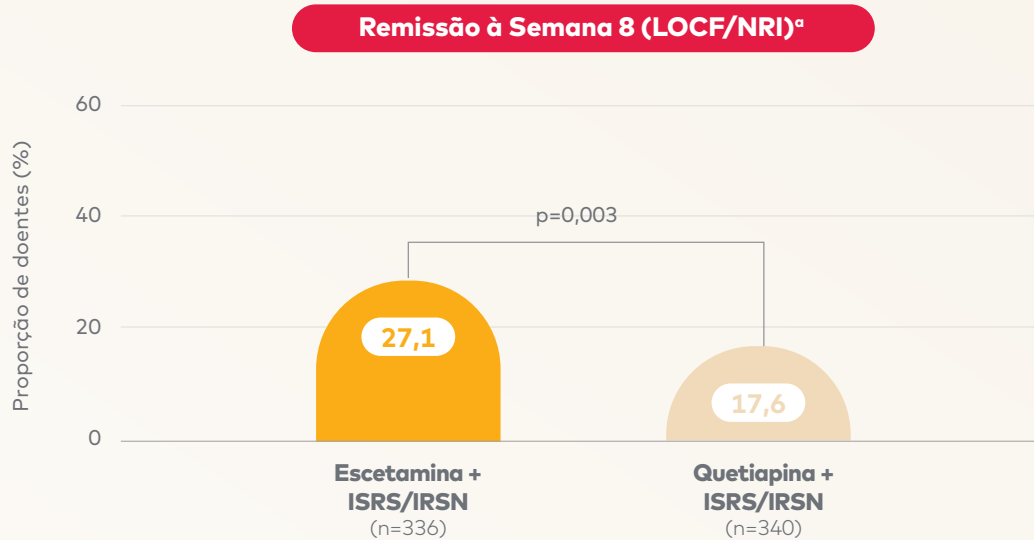 Remissão à Semana 8 (LOCF/NRI)ª
Proporção de doentes (%)
60
40
20
0
p=0,003
27,1
17,6
Escetamina +
ISRS/IRSN
(n=336)
Quetiapina +
ISRS/IRSN
(n=340)